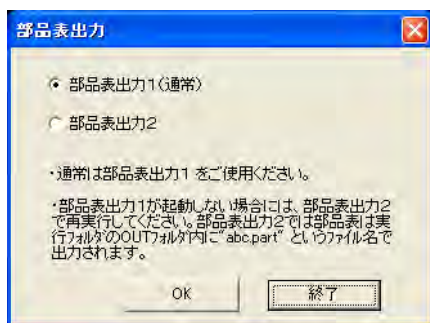 部品表出力
部品表出力1(通常)
部品表出力2
・通常は部品表出力1 をご使用ください。
・部品表出力1が起動しない場合には、部品表出力2
で再実行してください。部品表出力2では部品表は実
行フォルダのOUTフォルダ内に"abc.part" というファイル名で
出力されます。
OK
終了